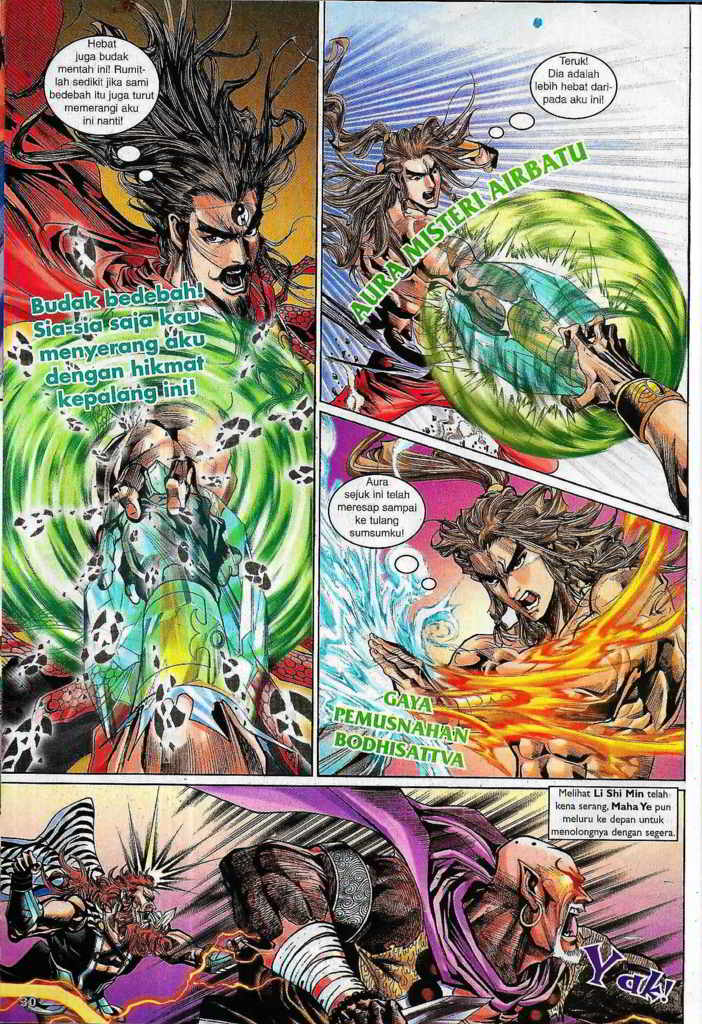 Hebat
juga budak
mentah ini! Rumit-
lah sedikit jika sami
bedebah itu juga turut
memerangi aku
ini nanti!
Budak bedebah!
Sia-sia saja kau
menyerang aku
dengan hikmat
kepalang ini!
Teruk!
Dia adalah
lebih hebat dari-
pada aku ini!
AURA MISTERI AIRBATU
Aura
sejuk ini telah
meresap sampai
ke tulang
sumsumku!
GAYA
PEMUSNAHAN
BODHISATTVA
Melihat Li Shi Min telah
kena serang, Maha Ye pun
meluru ke depan untuk
menolongnya dengan segera.
Yak!
30